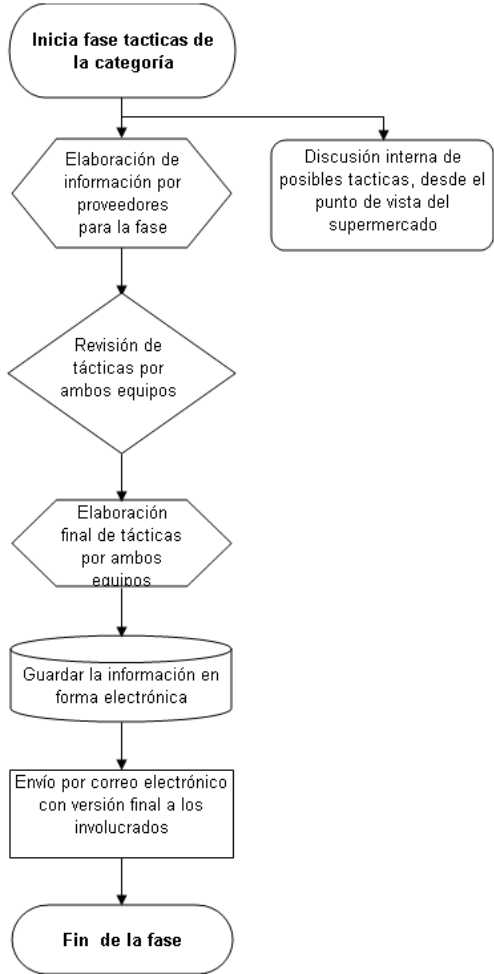 Inicia fase tacticas de
la categoría
Elaboración de
información por
proveedores
para la fase
Discusión interna de
posibles tacticas, desde el
punto de vista del
supermercado
Revisión de
tácticas por
ambos equipos
Elaboración
final de tácticas
por ambos
equipos
Guardar la información en
forma electrónica
Envío por correo electrónico
con versión final a los
involucrados
Fin de la fase